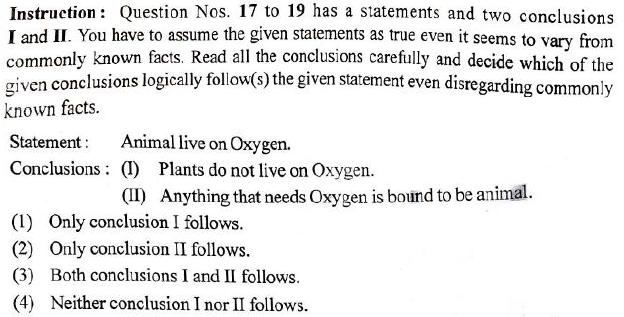 Instruction : Question Nos. 17 to 19 has a statements and two conclusions
I and II. You have to assume the given statements as true even it seems to vary from
commonly known facts. Read all the conclusions carefully and decide which of the
given conclusions logically follow(s) the given statement even disregarding commonly
known facts.
Statement : Animal live on Oxygen.
Conclusions : (I) Plants do not live on Oxygen.
(II) Anything that needs Oxygen is bound to be animal.
(1) Only conclusion I follows.
(2) Only conclusion II follows.
(3) Both conclusions I and II follows.
(4) Neither conclusion I nor II follows.